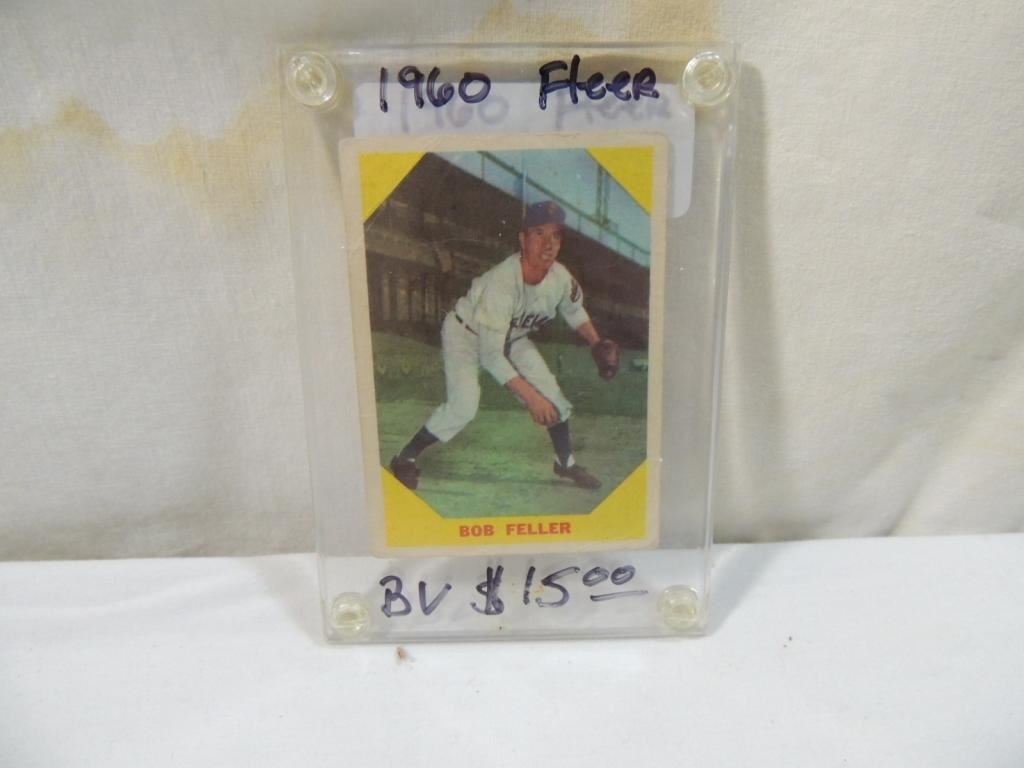 1960 Fleer
BOB FELLER
BV $15.00